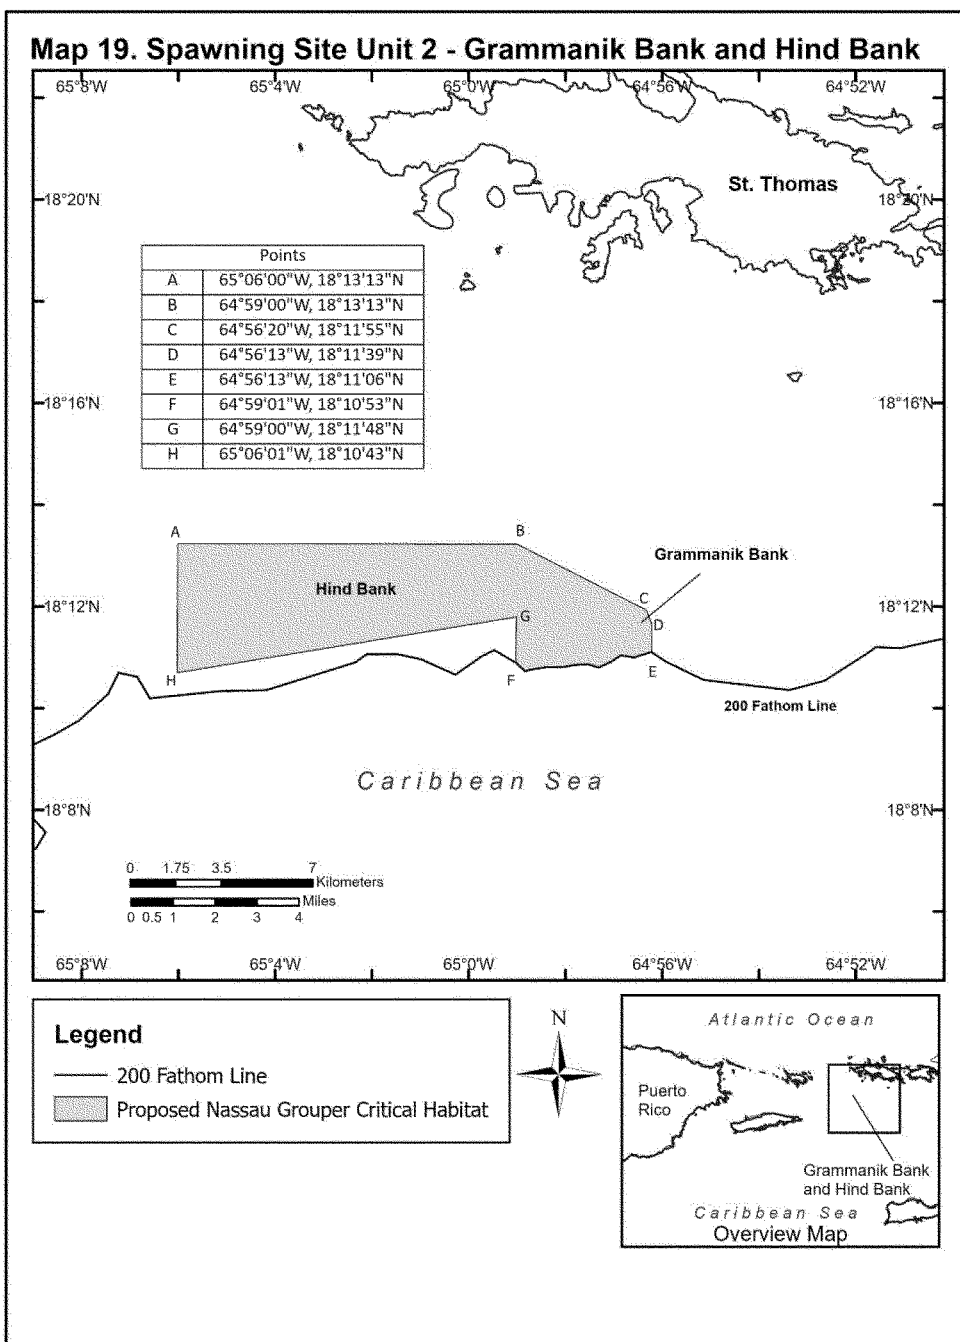 Map 19. Spawning Site Unit 2 - Grammanik Bank and Hind Bank
65°8'W 65°4'W 65°0'W 64°56'W 64°52'W
St. Thomas
18°20'N 18°20'N
Points
A 65°06'00"W, 18°13'13"N
B 64°59'00"W, 18°13'13"N
C 64°56'20"W, 18°11'55"N
D 64°56'13"W, 18°11'39"N
E 64°56'13"W, 18°11'06"N
F 64°59'01"W, 18°10'53"N
G 64°59'00"W, 18°11'48"N
H 65°06'01"W, 18°10'43"N
18°16'N 18°16'N
A B
Grammanik Bank
Hind Bank
C
18°12'N 18°12'N
G D
H F E
200 Fathom Line
Caribbean Sea
18°8'N 18°8'N
0 1.75 3.5 7
Kilometers
Miles
0 0.5 1 2 3 4
65°8'W 65°4'W 65°0'W 64°56'W 64°52'W
Legend
200 Fathom Line
Proposed Nassau Grouper Critical Habitat
N
Atlantic Ocean
Puerto
Rico
Grammanik Bank
and Hind Bank
Caribbean Sea
Overview Map